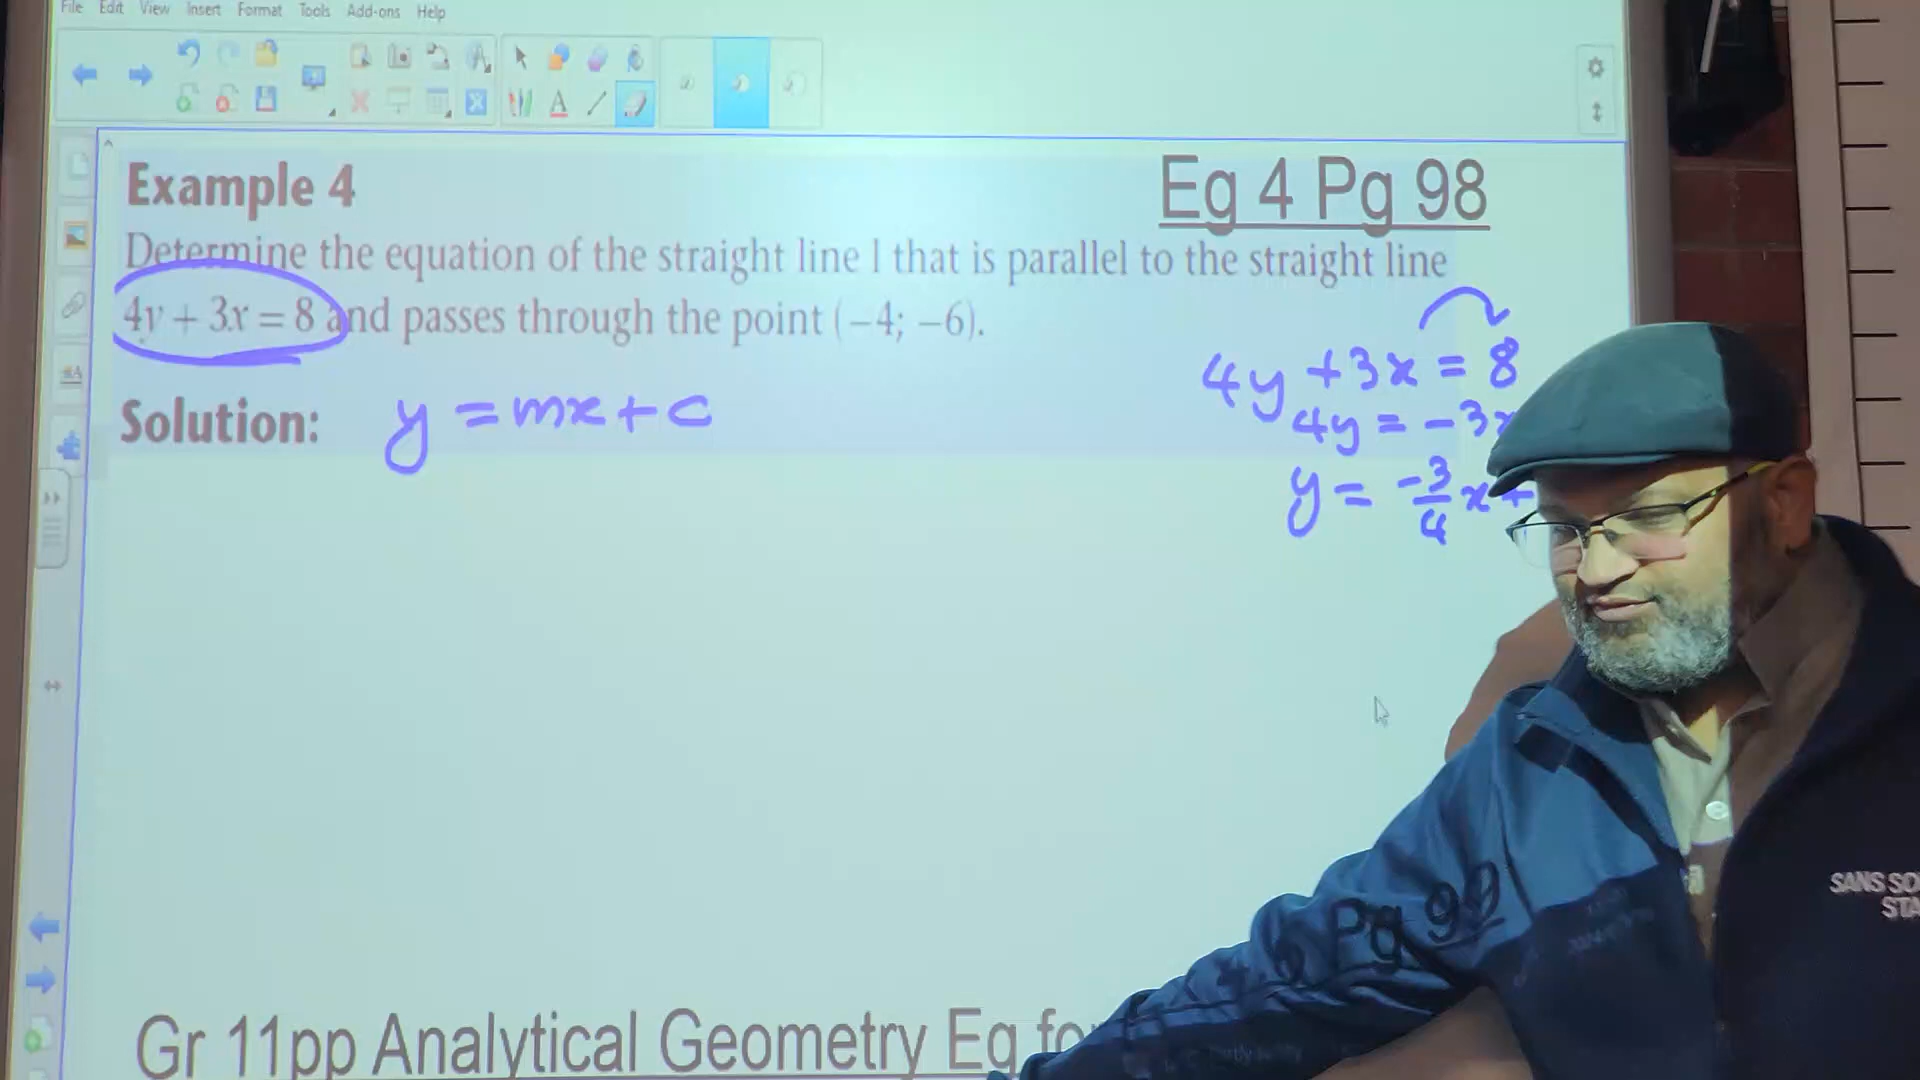 File Edit View Insert Format Tools Add-ons Help
Example 4
Eg 4 Pg 98
Determine the equation of the straight line l that is parallel to the straight line
4y + 3x = 8 and passes through the point (−4; −6).
Solution:
y = mx + c
4y + 3x = 8
4y = -3x
y = -3/4 x +
SANS SO
STA
Pg 99
Gr 11pp Analytical Geometry Eg fo